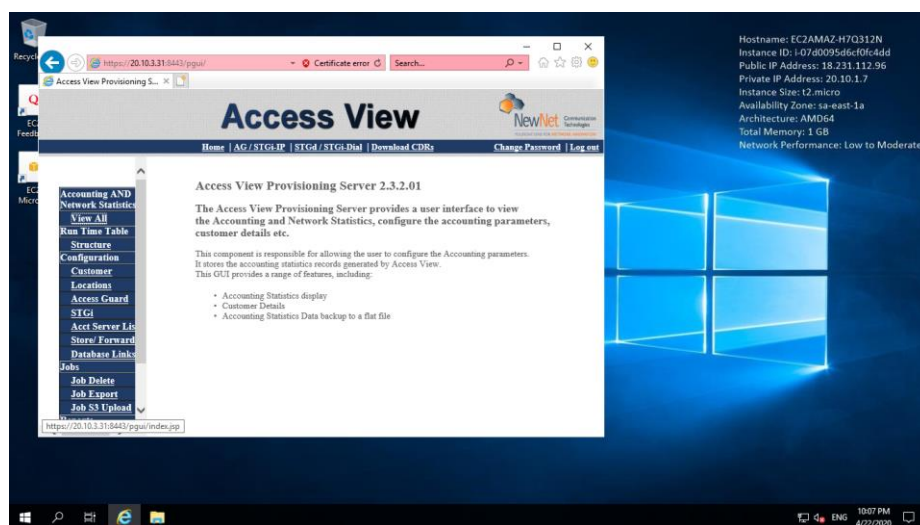 Recycle
EC2
Feedb
EC2
Micro
https://20.10.3.31:8443/pgui/
Certificate error
Search...
Access View Provisioning S...
Access View
NewNet Communication
Technologies
Home | AG / STGi-IP | STGd / STGi-Dial | Download CDRs
Change Password | Log out
Accounting AND
Network Statistics
View All
Run Time Table
Structure
Configuration
Customer
Locations
Access Guard
STGi
Acct Server Lis
Store/ Forward
Database Links
Jobs
Job Delete
Job Export
Job S3 Upload
Access View Provisioning Server 2.3.2.01
The Access View Provisioning Server provides a user interface to view
the Accounting and Network Statistics, configure the accounting parameters,
customer details etc.
This component is responsible for allowing the user to configure the Accounting parameters.
It stores the accounting statistics records generated by Access View.
This GUI provides a range of features, including:
• Accounting Statistics display
• Customer Details
• Accounting Statistics Data backup to a flat file
https://20.10.3.31:8443/pgui/index.jsp
Hostname: EC2AMAZ-H7Q312N
Instance ID: i-07d0095d6cf0fc4dd
Public IP Address: 18.231.112.96
Private IP Address: 20.10.1.7
Instance Size: t2.micro
Availability Zone: sa-east-1a
Architecture: AMD64
Total Memory: 1 GB
Network Performance: Low to Moderate
ENG
10:07 PM
4/22/2020